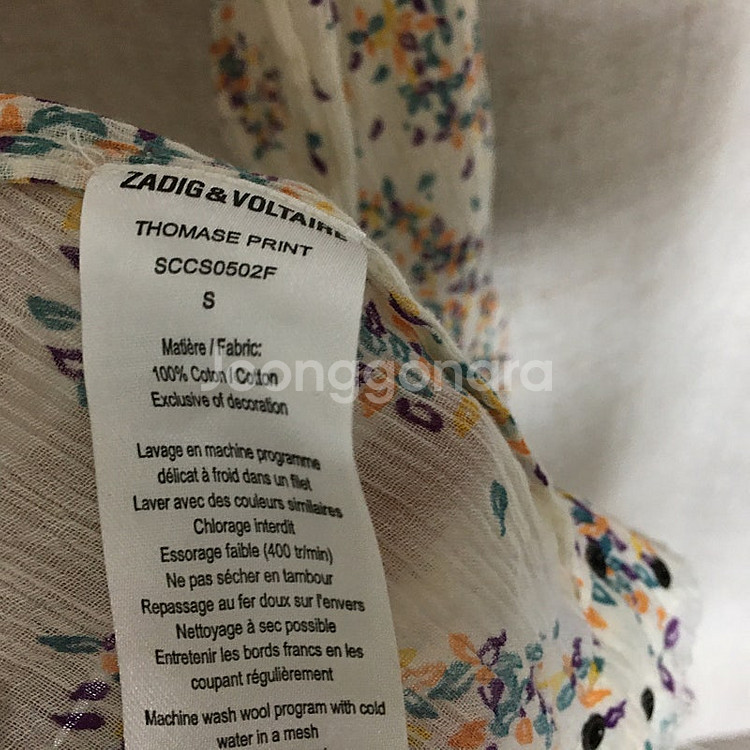 ZADIG & VOLTAIRE
THOMASE PRINT
SCCS0502F
S
Matière / Fabric:
100% Coton / Cotton
Exclusive of decoration
Joonggonara
Lavage en machine programme
délicat à froid dans un filet
Laver avec des couleurs similaires
Chlorage interdit
Essorage faible (400 tr/min)
Ne pas sécher en tambour
Repassage au fer doux sur l'envers
Nettoyage à sec possible
Entretenir les bords francs en les
coupant régulièrement
Machine wash wool program with cold
water in a mesh